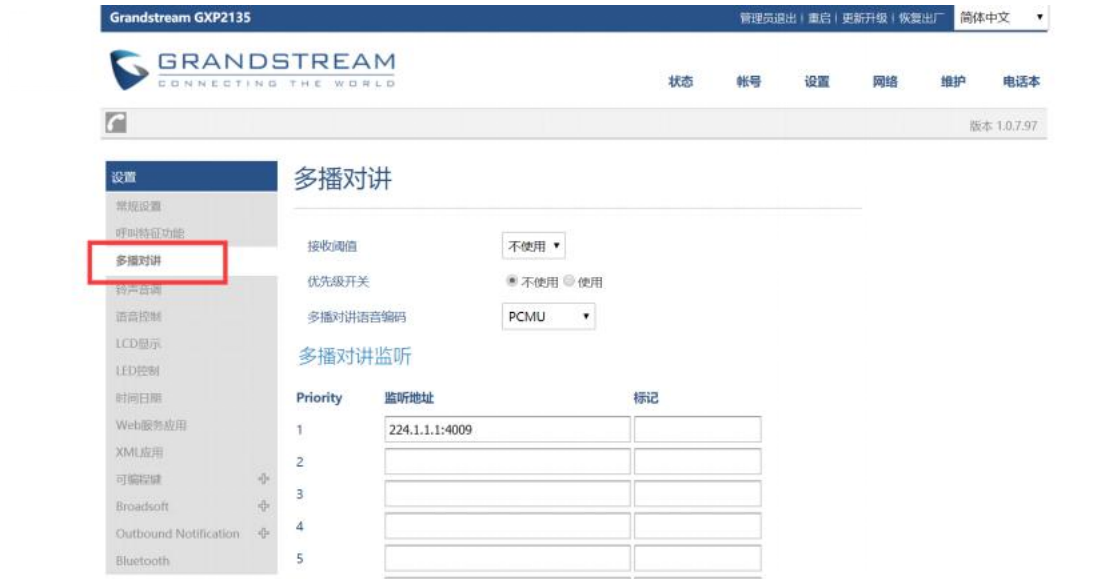 Grandstream GXP2135
管理员退出 | 重启 | 更新升级 | 恢复出厂 简体中文
GRANDSTREAM
CONNECTING THE WORLD
状态 帐号 设置 网络 维护 电话本
版本 1.0.7.97
设置
常规设置
呼叫特征功能
多播对讲
铃声音调
语音控制
LCD显示
LED控制
时间日期
Web服务应用
XML应用
可编程键
Broadsoft
Outbound Notification
Bluetooth
多播对讲
接收阈值 不使用
优先级开关 不使用 使用
多播对讲语音编码 PCMU
多播对讲监听
Priority 监听地址 标记
1 224.1.1.1:4009
2
3
4
5